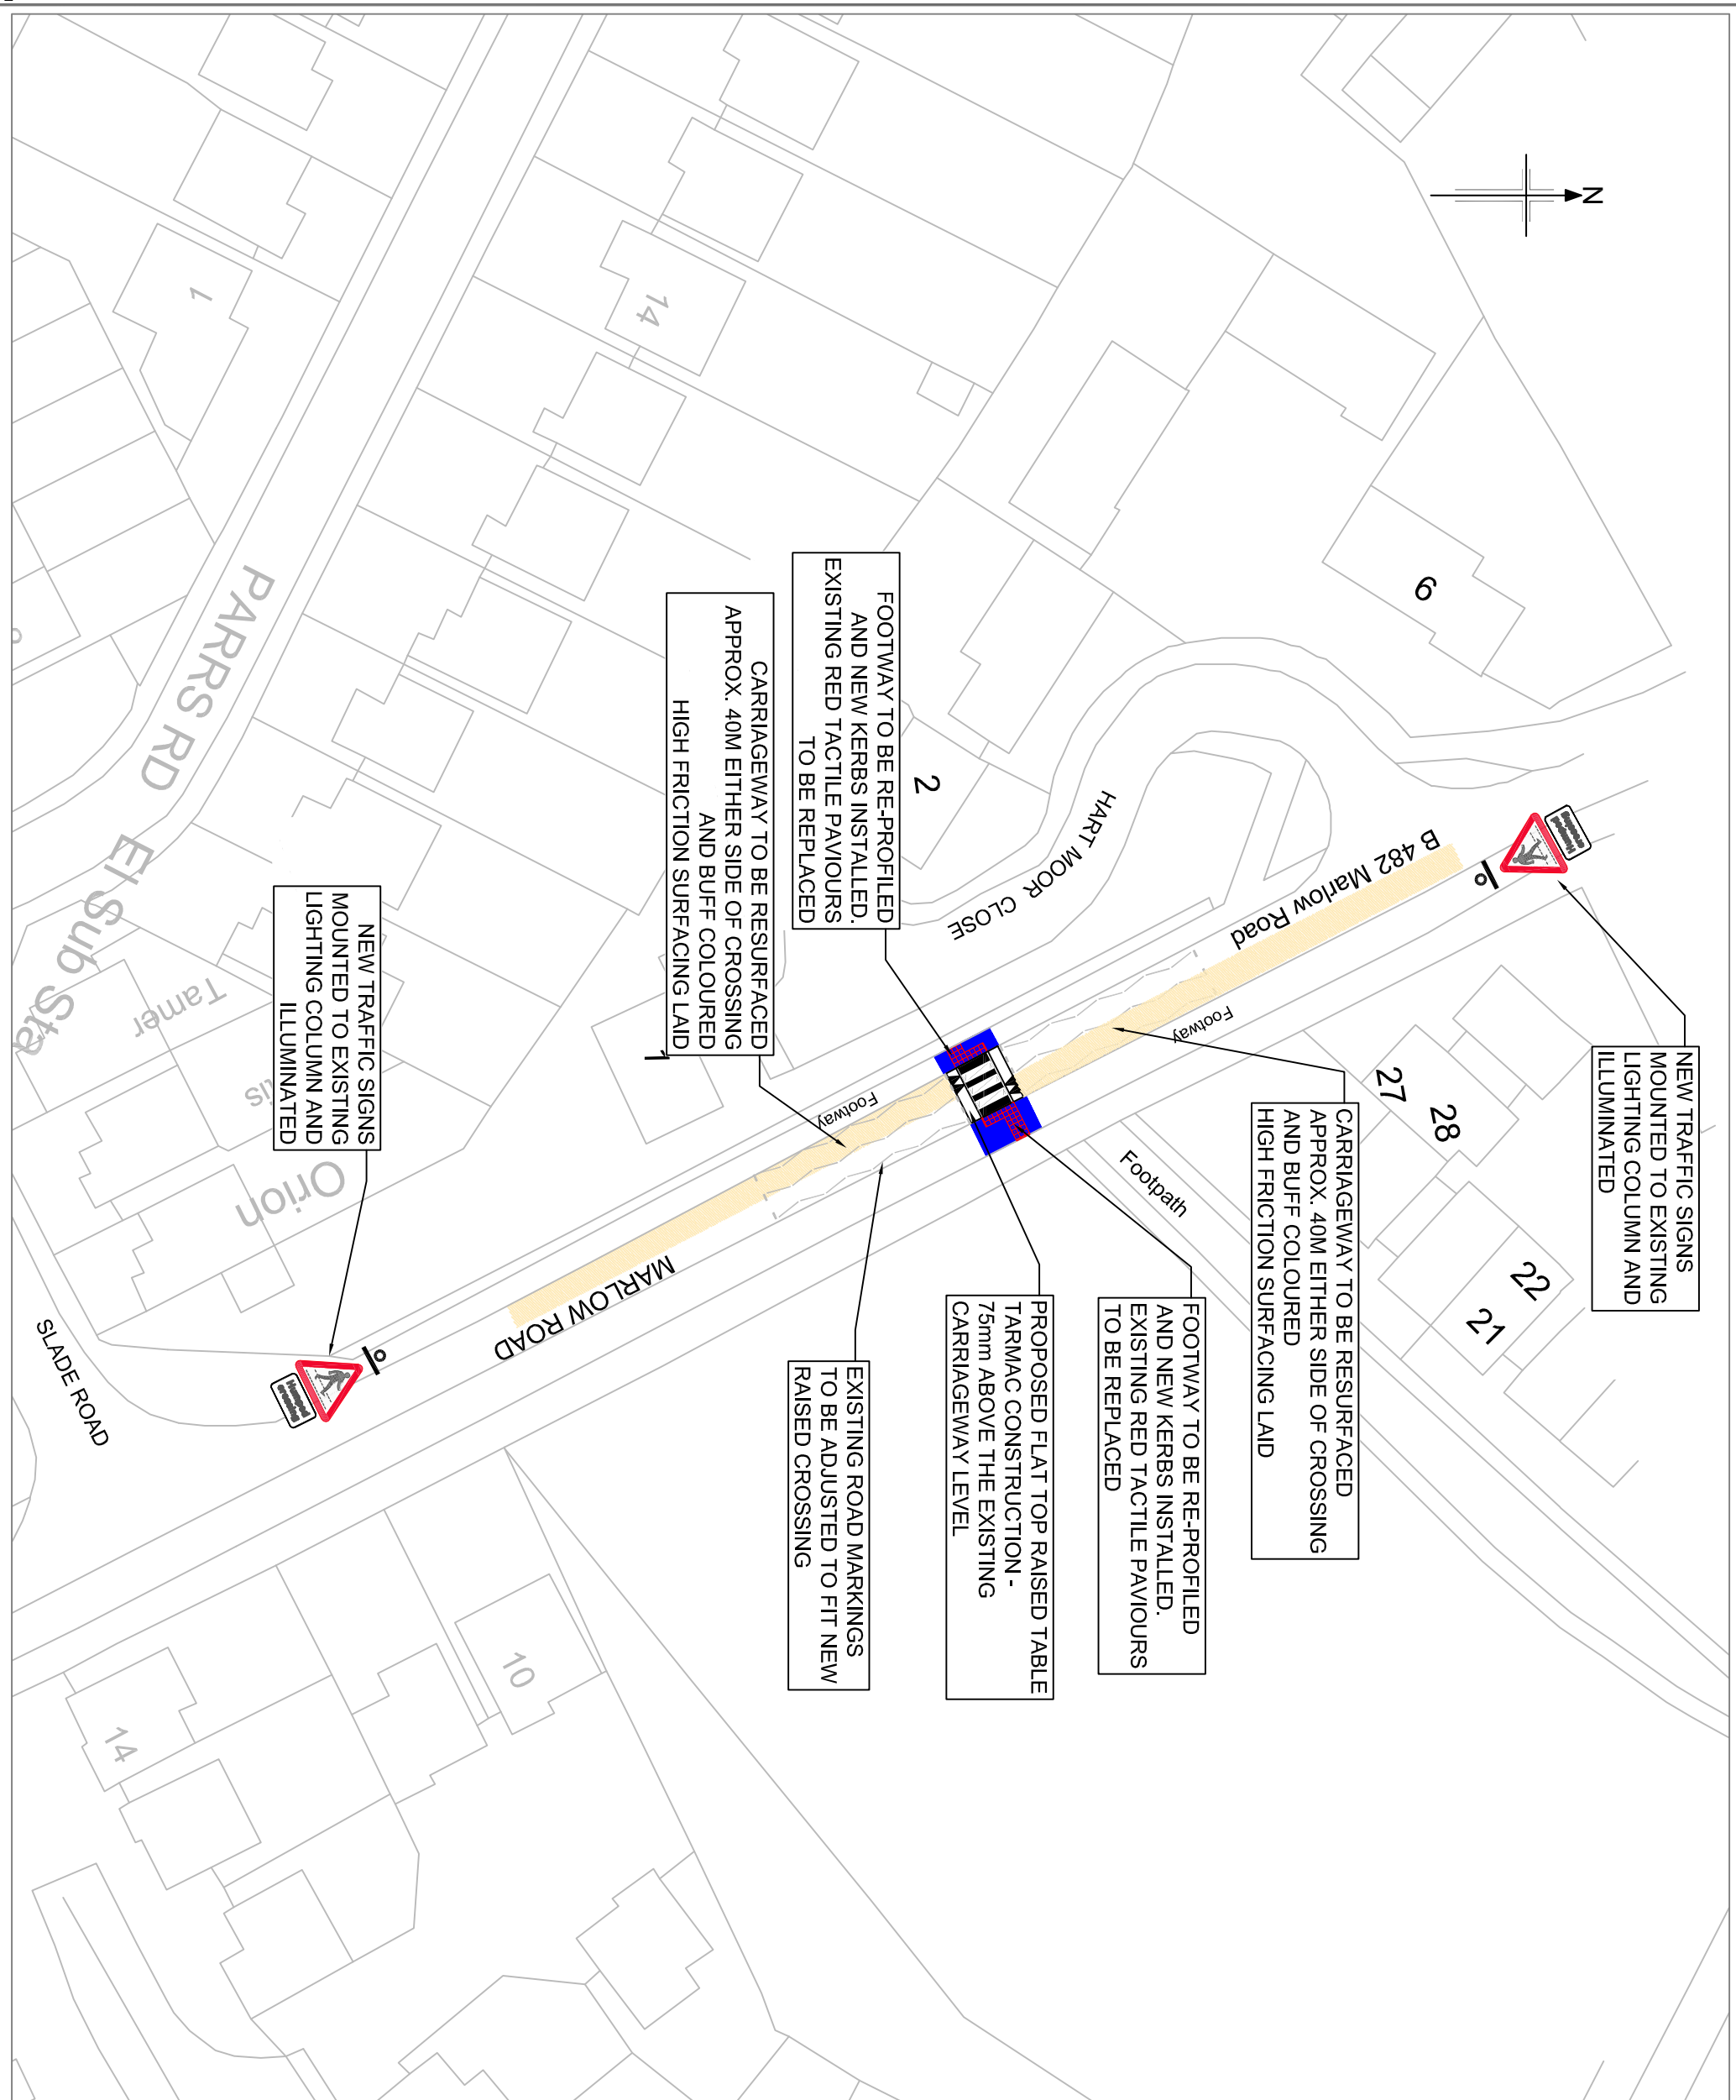 N
1
14
6
2
PARRS RD
El Sub Sta
Tamer
Orion
HART MOOR CLOSE
B 482 Marlow Road
Humped
crossing
NEW TRAFFIC SIGNS
MOUNTED TO EXISTING
LIGHTING COLUMN AND
ILLUMINATED
FOOTWAY TO BE RE-PROFILED
AND NEW KERBS INSTALLED.
EXISTING RED TACTILE PAVIOURS
TO BE REPLACED
CARRIAGEWAY TO BE RESURFACED
APPROX. 40M EITHER SIDE OF CROSSING
AND BUFF COLOURED
HIGH FRICTION SURFACING LAID
NEW TRAFFIC SIGNS
MOUNTED TO EXISTING
LIGHTING COLUMN AND
ILLUMINATED
1
Footway
Footway
Footpath
27
28
22
21
CARRIAGEWAY TO BE RESURFACED
APPROX. 40M EITHER SIDE OF CROSSING
AND BUFF COLOURED
HIGH FRICTION SURFACING LAID
FOOTWAY TO BE RE-PROFILED
AND NEW KERBS INSTALLED.
EXISTING RED TACTILE PAVIOURS
TO BE REPLACED
PROPOSED FLAT TOP RAISED TABLE
TARMAC CONSTRUCTION -
75mm ABOVE THE EXISTING
CARRIAGEWAY LEVEL
EXISTING ROAD MARKINGS
TO BE ADJUSTED TO FIT NEW
RAISED CROSSING
MARLOW ROAD
Humped
crossing
SLADE ROAD
10
14